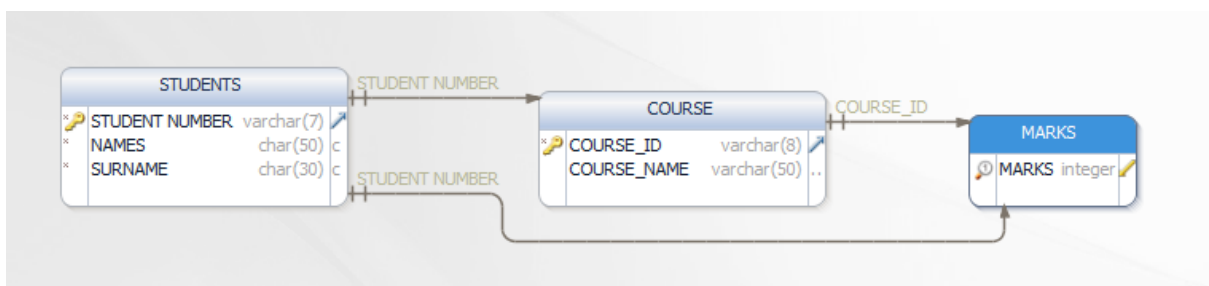 STUDENTS
STUDENT NUMBER varchar(7)
NAMES char(50) c
SURNAME char(30) c
STUDENT NUMBER
STUDENT NUMBER
COURSE
COURSE_ID varchar(8)
COURSE_NAME varchar(50) ..
COURSE_ID
MARKS
MARKS integer